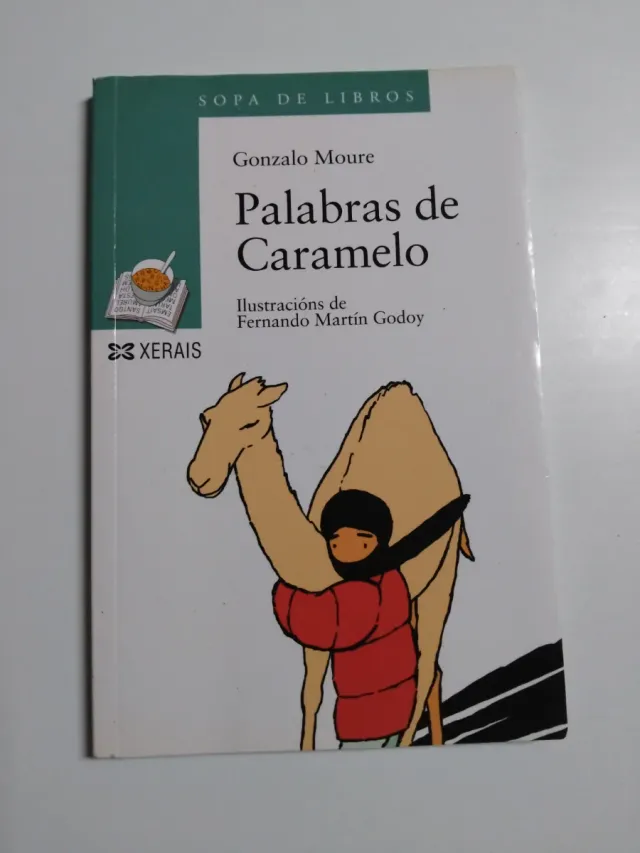 SOPA DE LIBROS
Gonzalo Moure
Palabras de
Caramelo
Ilustracións de
Fernando Martín Godoy
XERAIS